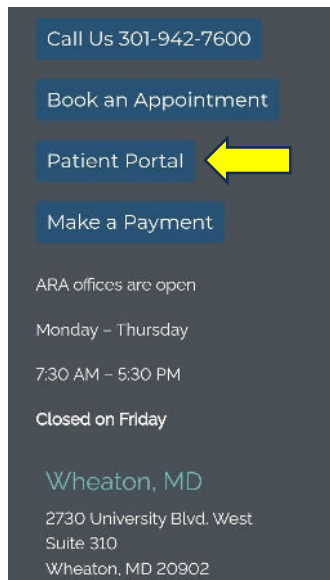 Call Us 301-942-7600
Book an Appointment
Patient Portal
Make a Payment
ARA offices are open
Monday – Thursday
7:30 AM – 5:30 PM
Closed on Friday
Wheaton, MD
2730 University Blvd. West
Suite 310
Wheaton, MD 20902